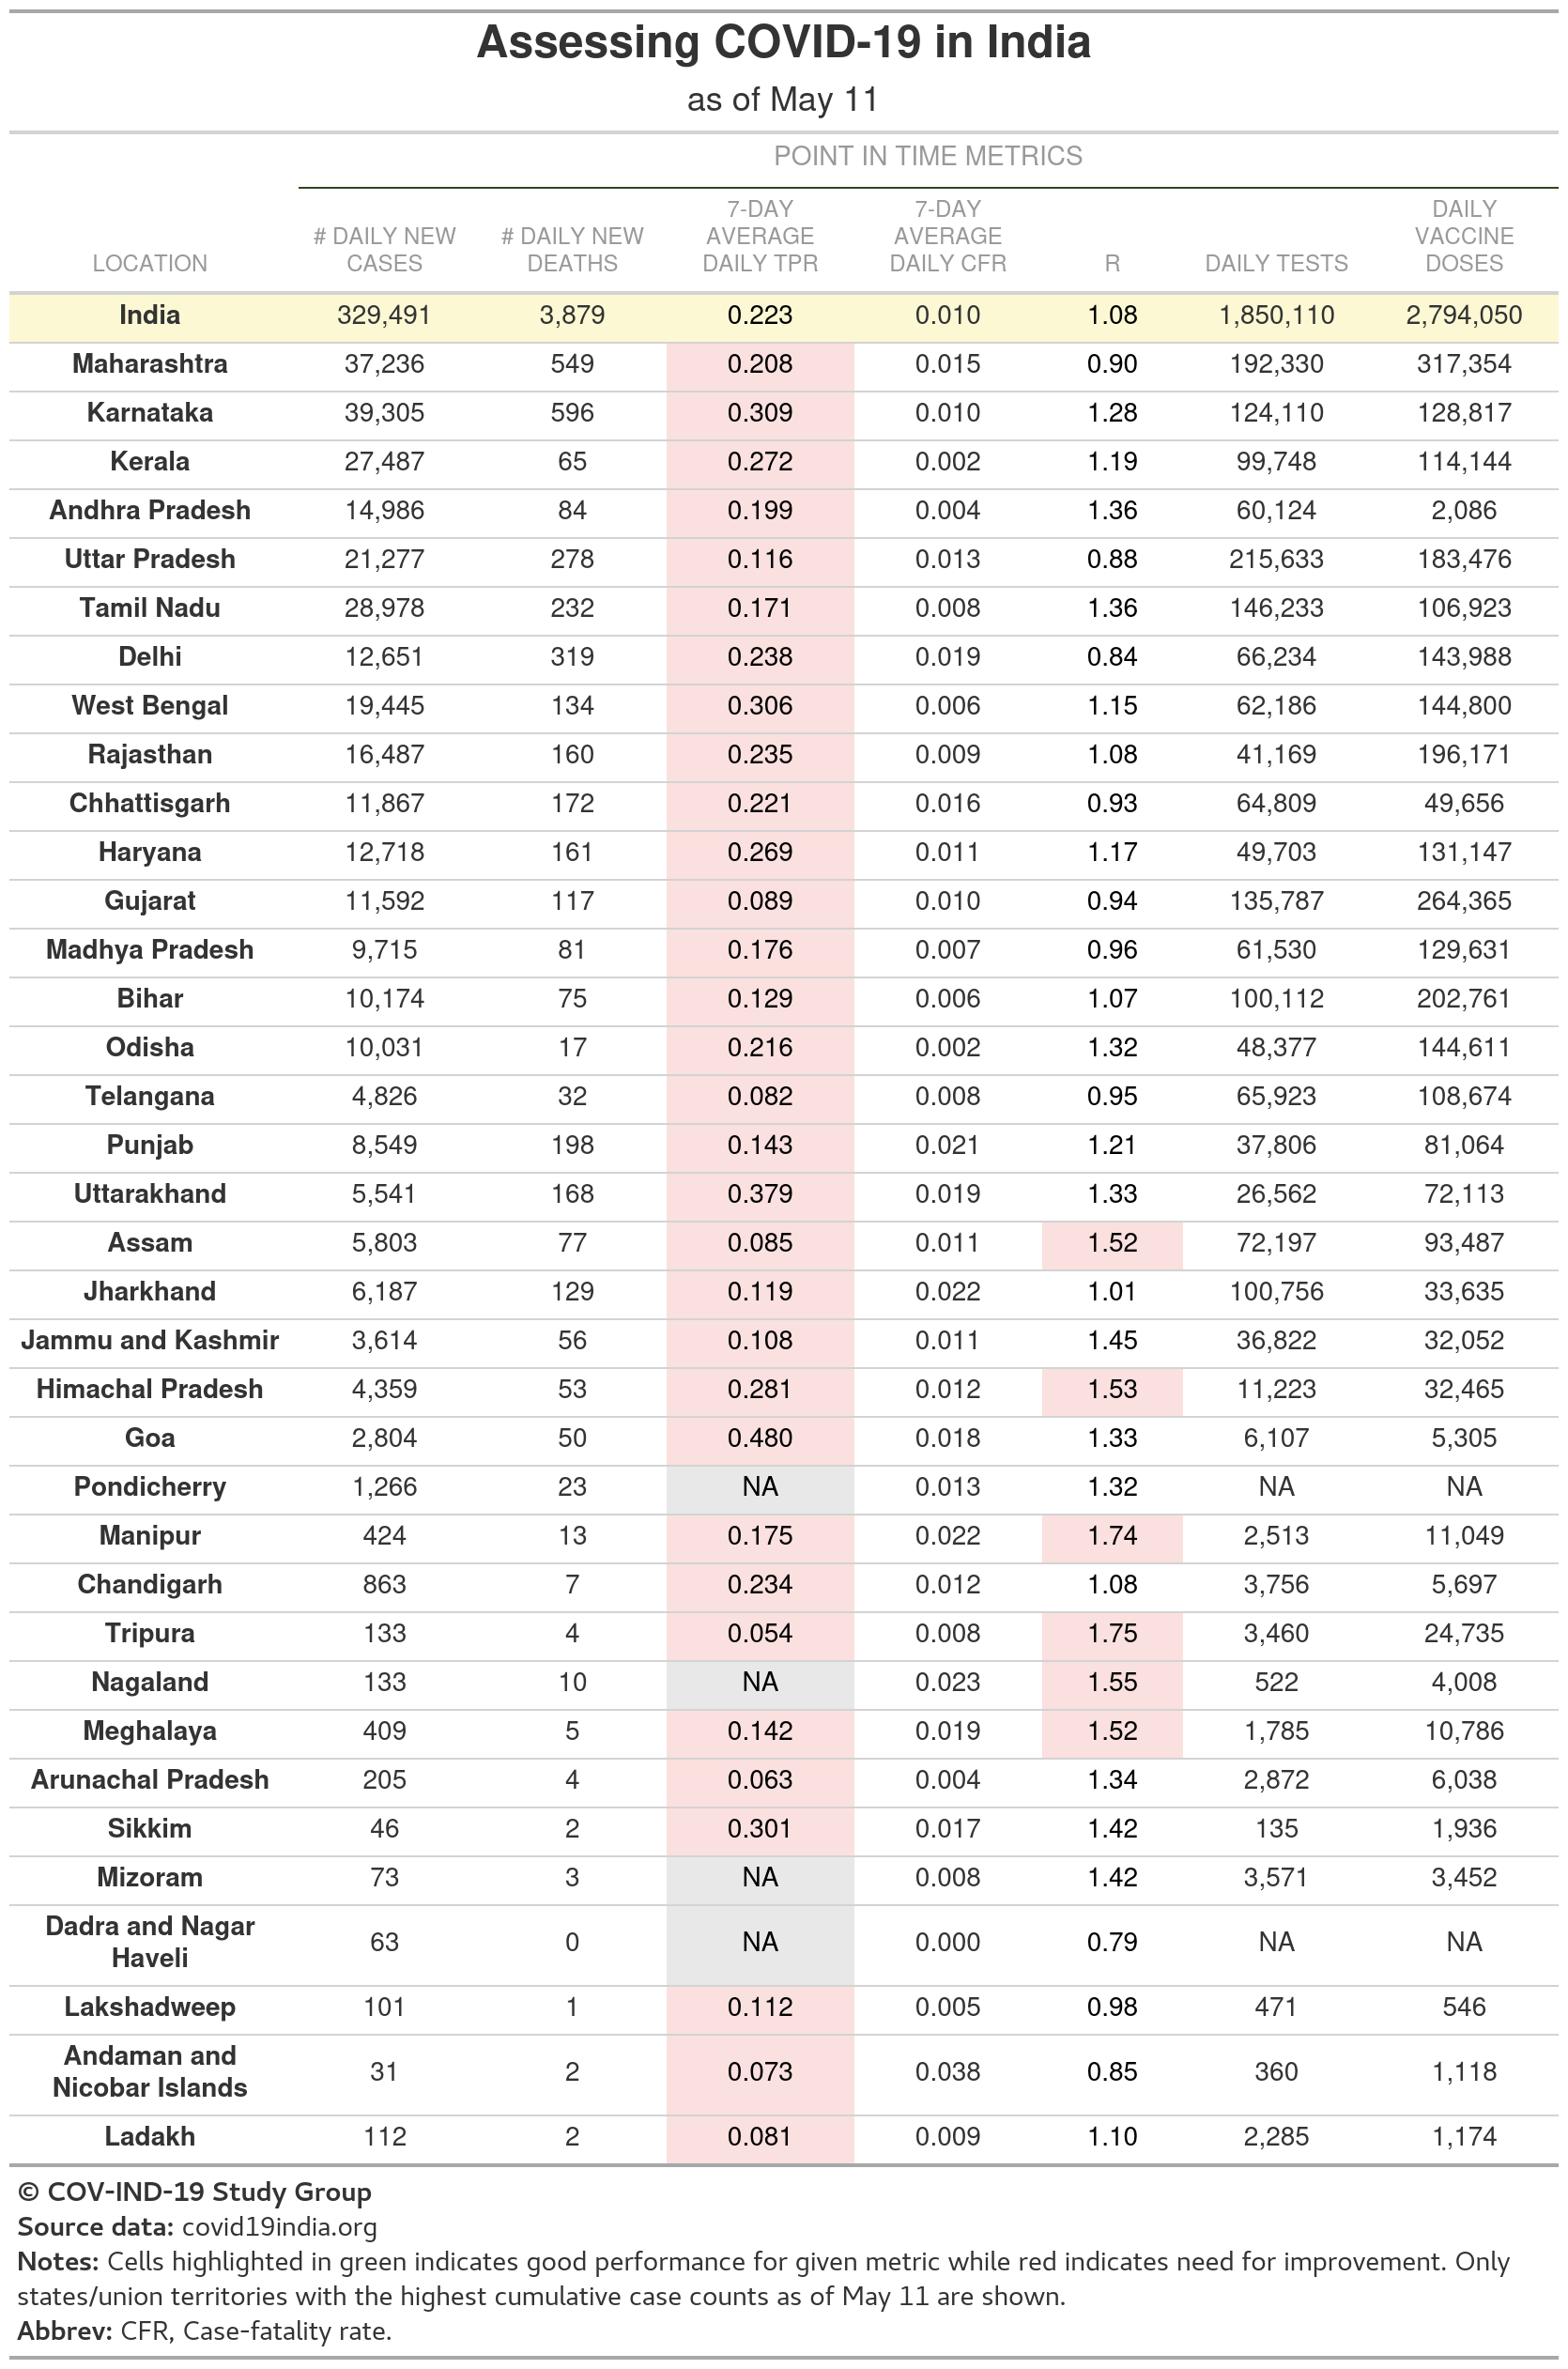 Assessing COVID-19 in India
as of May 11
POINT IN TIME METRICS
LOCATION # DAILY NEW CASES # DAILY NEW DEATHS 7-DAY AVERAGE DAILY TPR 7-DAY AVERAGE DAILY CFR R DAILY TESTS DAILY VACCINE DOSES
India 329,491 3,879 0.223 0.010 1.08 1,850,110 2,794,050
Maharashtra 37,236 549 0.208 0.015 0.90 192,330 317,354
Karnataka 39,305 596 0.309 0.010 1.28 124,110 128,817
Kerala 27,487 65 0.272 0.002 1.19 99,748 114,144
Andhra Pradesh 14,986 84 0.199 0.004 1.36 60,124 2,086
Uttar Pradesh 21,277 278 0.116 0.013 0.88 215,633 183,476
Tamil Nadu 28,978 232 0.171 0.008 1.36 146,233 106,923
Delhi 12,651 319 0.238 0.019 0.84 66,234 143,988
West Bengal 19,445 134 0.306 0.006 1.15 62,186 144,800
Rajasthan 16,487 160 0.235 0.009 1.08 41,169 196,171
Chhattisgarh 11,867 172 0.221 0.016 0.93 64,809 49,656
Haryana 12,718 161 0.269 0.011 1.17 49,703 131,147
Gujarat 11,592 117 0.089 0.010 0.94 135,787 264,365
Madhya Pradesh 9,715 81 0.176 0.007 0.96 61,530 129,631
Bihar 10,174 75 0.129 0.006 1.07 100,112 202,761
Odisha 10,031 17 0.216 0.002 1.32 48,377 144,611
Telangana 4,826 32 0.082 0.008 0.95 65,923 108,674
Punjab 8,549 198 0.143 0.021 1.21 37,806 81,064
Uttarakhand 5,541 168 0.379 0.019 1.33 26,562 72,113
Assam 5,803 77 0.085 0.011 1.52 72,197 93,487
Jharkhand 6,187 129 0.119 0.022 1.01 100,756 33,635
Jammu and Kashmir 3,614 56 0.108 0.011 1.45 36,822 32,052
Himachal Pradesh 4,359 53 0.281 0.012 1.53 11,223 32,465
Goa 2,804 50 0.480 0.018 1.33 6,107 5,305
Pondicherry 1,266 23 NA 0.013 1.32 NA NA
Manipur 424 13 0.175 0.022 1.74 2,513 11,049
Chandigarh 863 7 0.234 0.012 1.08 3,756 5,697
Tripura 133 4 0.054 0.008 1.75 3,460 24,735
Nagaland 133 10 NA 0.023 1.55 522 4,008
Meghalaya 409 5 0.142 0.019 1.52 1,785 10,786
Arunachal Pradesh 205 4 0.063 0.004 1.34 2,872 6,038
Sikkim 46 2 0.301 0.017 1.42 135 1,936
Mizoram 73 3 NA 0.008 1.42 3,571 3,452
Dadra and Nagar Haveli 63 0 NA 0.000 0.79 NA NA
Lakshadweep 101 1 0.112 0.005 0.98 471 546
Andaman and Nicobar Islands 31 2 0.073 0.038 0.85 360 1,118
Ladakh 112 2 0.081 0.009 1.10 2,285 1,174
© COV-IND-19 Study Group
Source data: covid19india.org
Notes: Cells highlighted in green indicates good performance for given metric while red indicates need for improvement. Only
states/union territories with the highest cumulative case counts as of May 11 are shown.
Abbrev: CFR, Case-fatality rate.